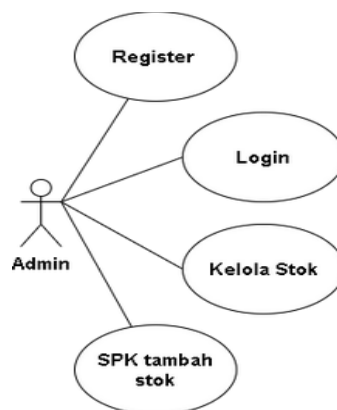 Register
Login
Admin
Kelola Stok
SPK tambah
stok